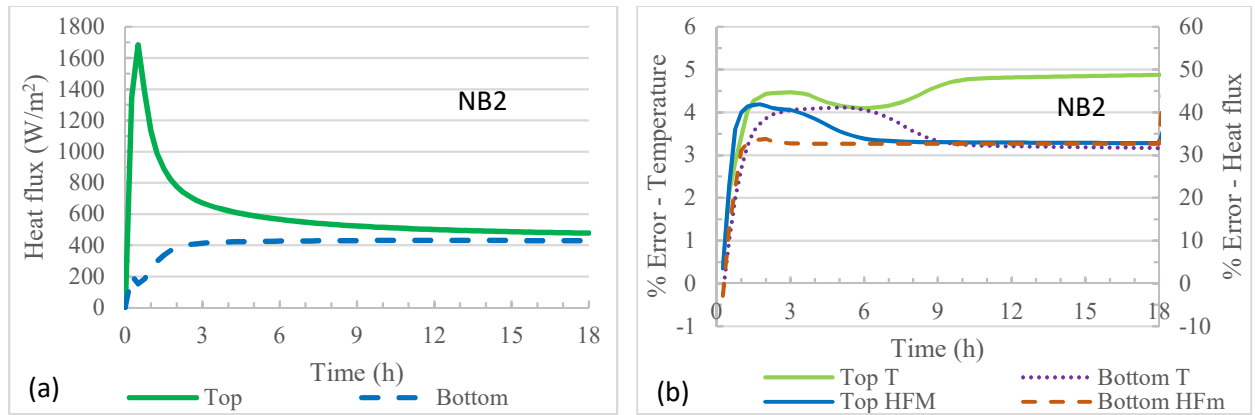 1800
1600
1400
1200
1000
800
600
400
200
0
Heat flux (W/m²)
NB2
0 3 6 9 12 15 18
Time (h)
(a)
Top Bottom
6
5
4
3
2
1
0
-1
% Error - Temperature
NB2
60
50
40
30
20
10
0
-10
% Error - Heat flux
0 3 6 9 12 15 18
Time (h)
(b)
Top T Bottom T
Top HFM Bottom HFm